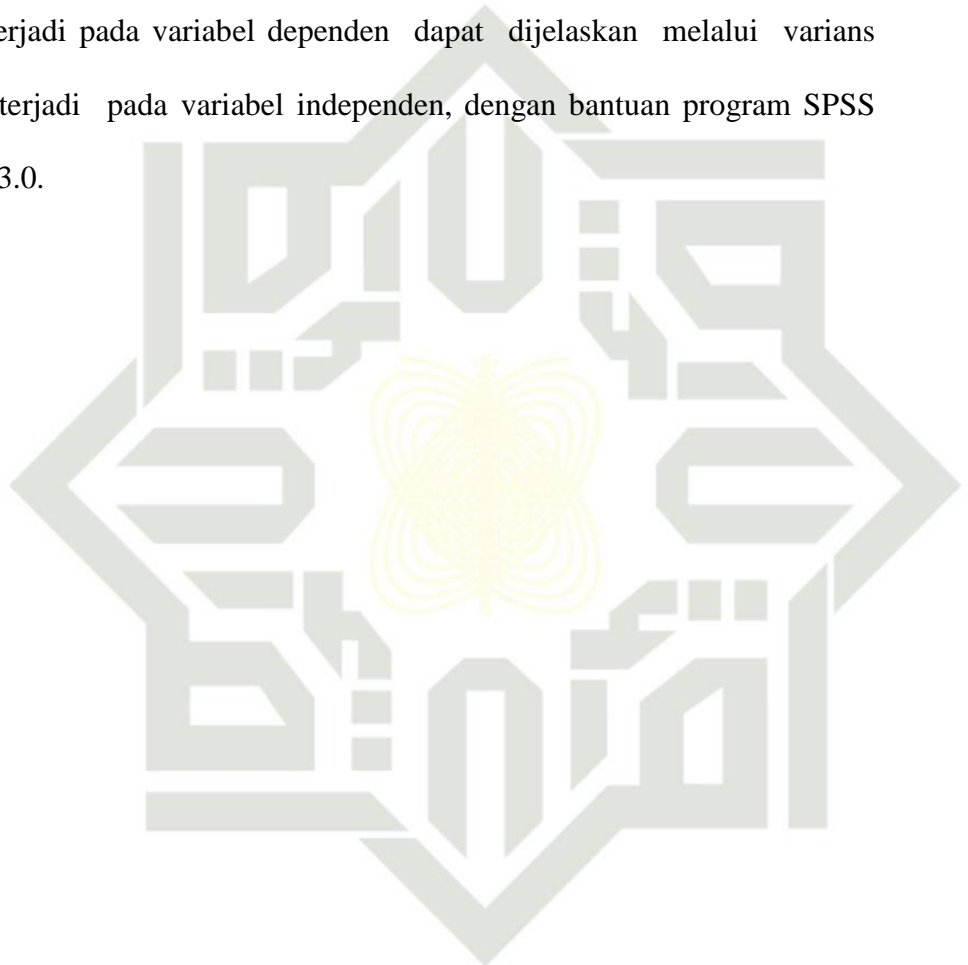 erjadi pada variabel dependen dapat dijelaskan melalui varians
terjadi pada variabel independen, dengan bantuan program SPSS
3.0.